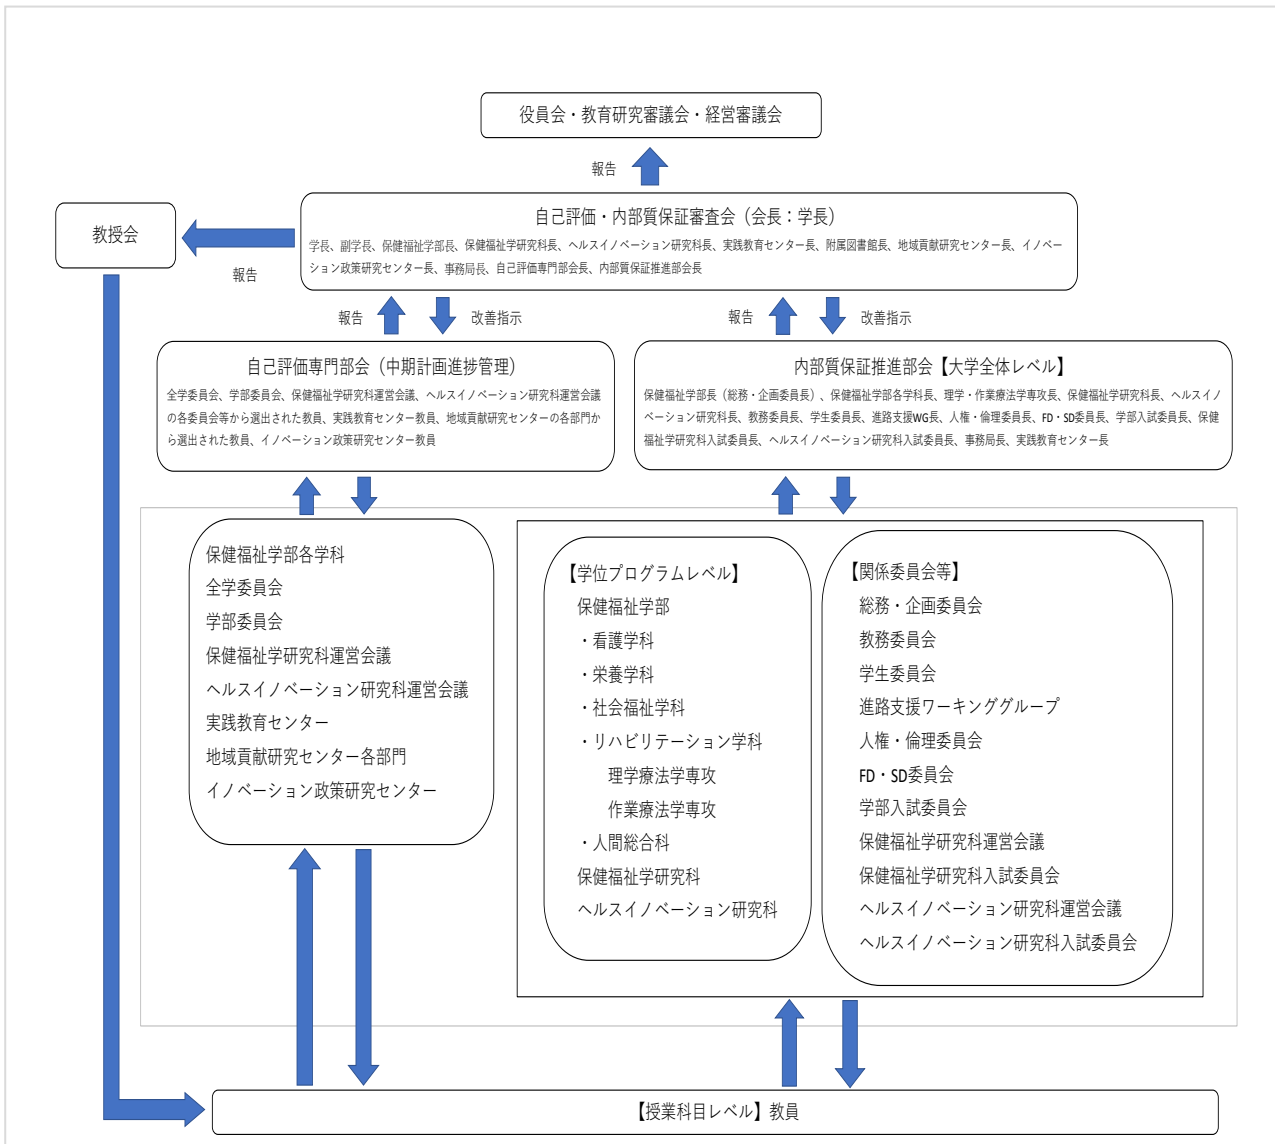 役員会・教育研究審議会・経営審議会
報告
自己評価・内部質保証審査会（会長：学長）
学長、副学長、保健福祉学部長、保健福祉学研究科長、ヘルスイノベーション研究科長、実践教育センター長、附属図書館長、地域貢献研究センター長、イノベー
ション政策研究センター長、事務局長、自己評価専門部会長、内部質保証推進部会長
教授会
報告
報告
改善指示
報告
改善指示
自己評価専門部会（中期計画進捗管理）
全学委員会、学部委員会、保健福祉学研究科運営会議、ヘルスイノベーション研究科運営会議
の各委員会等から選出された教員、実践教育センター教員、地域貢献研究センターの各部門か
ら選出された教員、イノベーション政策研究センター教員
内部質保証推進部会【大学全体レベル】
保健福祉学部長（総務・企画委員長）、保健福祉学部各学科長、理学・作業療法学専攻長、保健福祉学研究科長、ヘルスイノ
ベーション研究科長、教務委員長、学生委員長、進路支援WG長、人権・倫理委員長、FD・SD委員長、学部入試委員長、保健
福祉学研究科入試委員長、ヘルスイノベーション研究科入試委員長、事務局長、実践教育センター長
保健福祉学部各学科
全学委員会
学部委員会
保健福祉学研究科運営会議
ヘルスイノベーション研究科運営会議
実践教育センター
地域貢献研究センター各部門
イノベーション政策研究センター
【学位プログラムレベル】
保健福祉学部
・看護学科
・栄養学科
・社会福祉学科
・リハビリテーション学科
理学療法学専攻
作業療法学専攻
・人間総合科
保健福祉学研究科
ヘルスイノベーション研究科
【関係委員会等】
総務・企画委員会
教務委員会
学生委員会
進路支援ワーキンググループ
人権・倫理委員会
FD・SD委員会
学部入試委員会
保健福祉学研究科運営会議
保健福祉学研究科入試委員会
ヘルスイノベーション研究科運営会議
ヘルスイノベーション研究科入試委員会
【授業科目レベル】教員